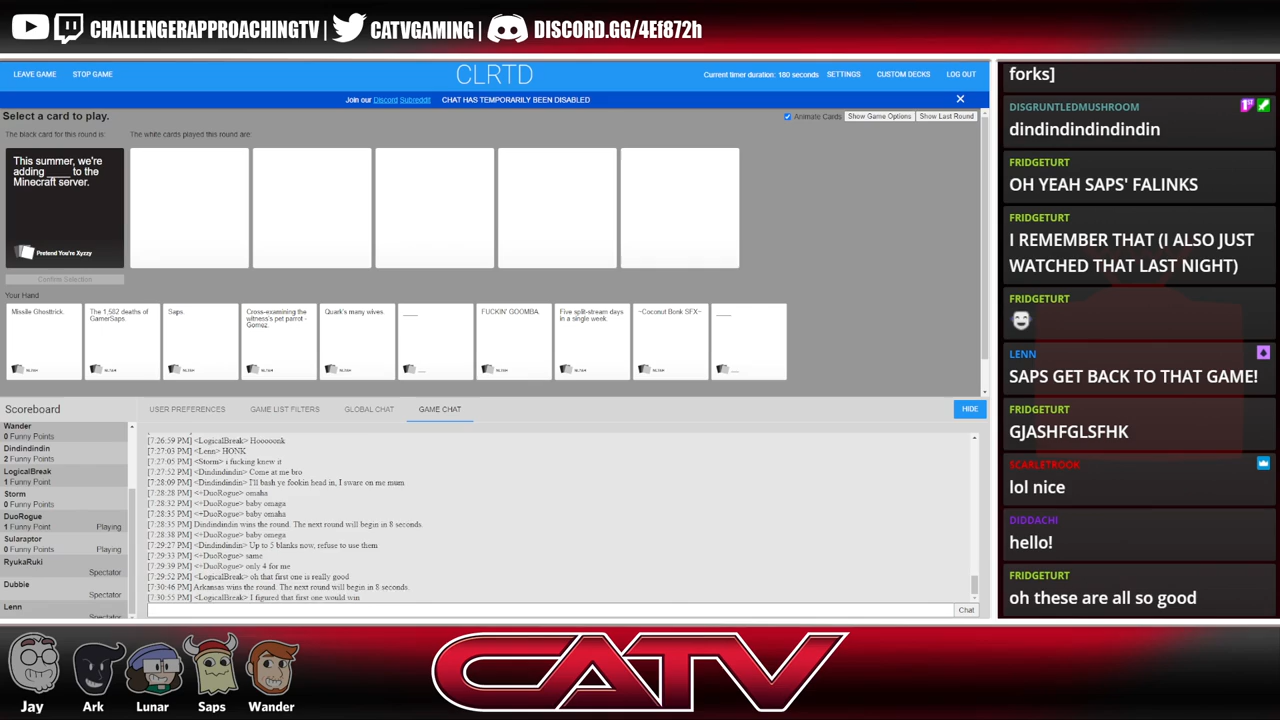 CHALLENGERAPPROACHINGTV | CATVGAMING | DISCORD.GG/4Ef872h
LEAVE GAME
STOP GAME
CLRTD
Current timer duration: 180 seconds
SETTINGS
CUSTOM DECKS
LOG OUT
Join our Discord Subreddit
CHAT HAS TEMPORARILY BEEN DISABLED
Select a card to play.
Animate Cards
Show Game Options
Show Last Round
The black card for this round is:
The white cards played this round are:
This summer, we're
adding ____ to the
Minecraft server.
Pretend You're Xyzzy
Confirm Selection
Your Hand
Missile Ghosttrick.
The 1,582 deaths of
GamerSaps.
Saps.
Cross-examining the
witness's pet parrot -
Gomez.
Quark's many wives.
____
FUCKIN' GOOMBA.
Five split-stream days
in a single week.
~Coconut Bonk SFX~
____
Scoreboard
USER PREFERENCES
GAME LIST FILTERS
GLOBAL CHAT
GAME CHAT
HIDE
Wander
0 Funny Points
Dindindindin
2 Funny Points
LogicalBreak
1 Funny Point
Storm
0 Funny Points
DuoRogue
1 Funny Point
Playing
Sularaptor
0 Funny Points
Playing
RyukaRuki
Spectator
Dubbie
Spectator
Lenn
Spectator
[7:26:59 PM] <LogicalBreak> Hooooonk
[7:27:03 PM] <Lenn> HONK
[7:27:05 PM] <Storm> i fucking knew it
[7:27:52 PM] <Dindindindin> Come at me bro
[7:28:09 PM] <Dindindindin> I'll bash ye fookin head in, I sware on me mum
[7:28:28 PM] <+DuoRogue> omaha
[7:28:32 PM] <+DuoRogue> baby omaga
[7:28:35 PM] <+DuoRogue> baby omaha
[7:28:35 PM] Dindindindin wins the round. The next round will begin in 8 seconds.
[7:28:38 PM] <+DuoRogue> baby omega
[7:29:27 PM] <Dindindindin> Up to 5 blanks now, refuse to use them
[7:29:33 PM] <+DuoRogue> same
[7:29:39 PM] <+DuoRogue> only 4 for me
[7:29:52 PM] <LogicalBreak> oh that first one is really good
[7:30:46 PM] Arkansas wins the round. The next round will begin in 8 seconds.
[7:30:55 PM] <LogicalBreak> I figured that first one would win
Chat
forks]
DISGRUNTLEDMUSHROOM
dindindindindindin
FRIDGETURT
OH YEAH SAPS' FALINKS
FRIDGETURT
I REMEMBER THAT (I ALSO JUST
WATCHED THAT LAST NIGHT)
FRIDGETURT
LENN
SAPS GET BACK TO THAT GAME!
FRIDGETURT
GJASHFGLSFHK
SCARLETROOK
lol nice
DIDDACHI
hello!
FRIDGETURT
oh these are all so good
Jay
Ark
Lunar
Saps
Wander
CATV